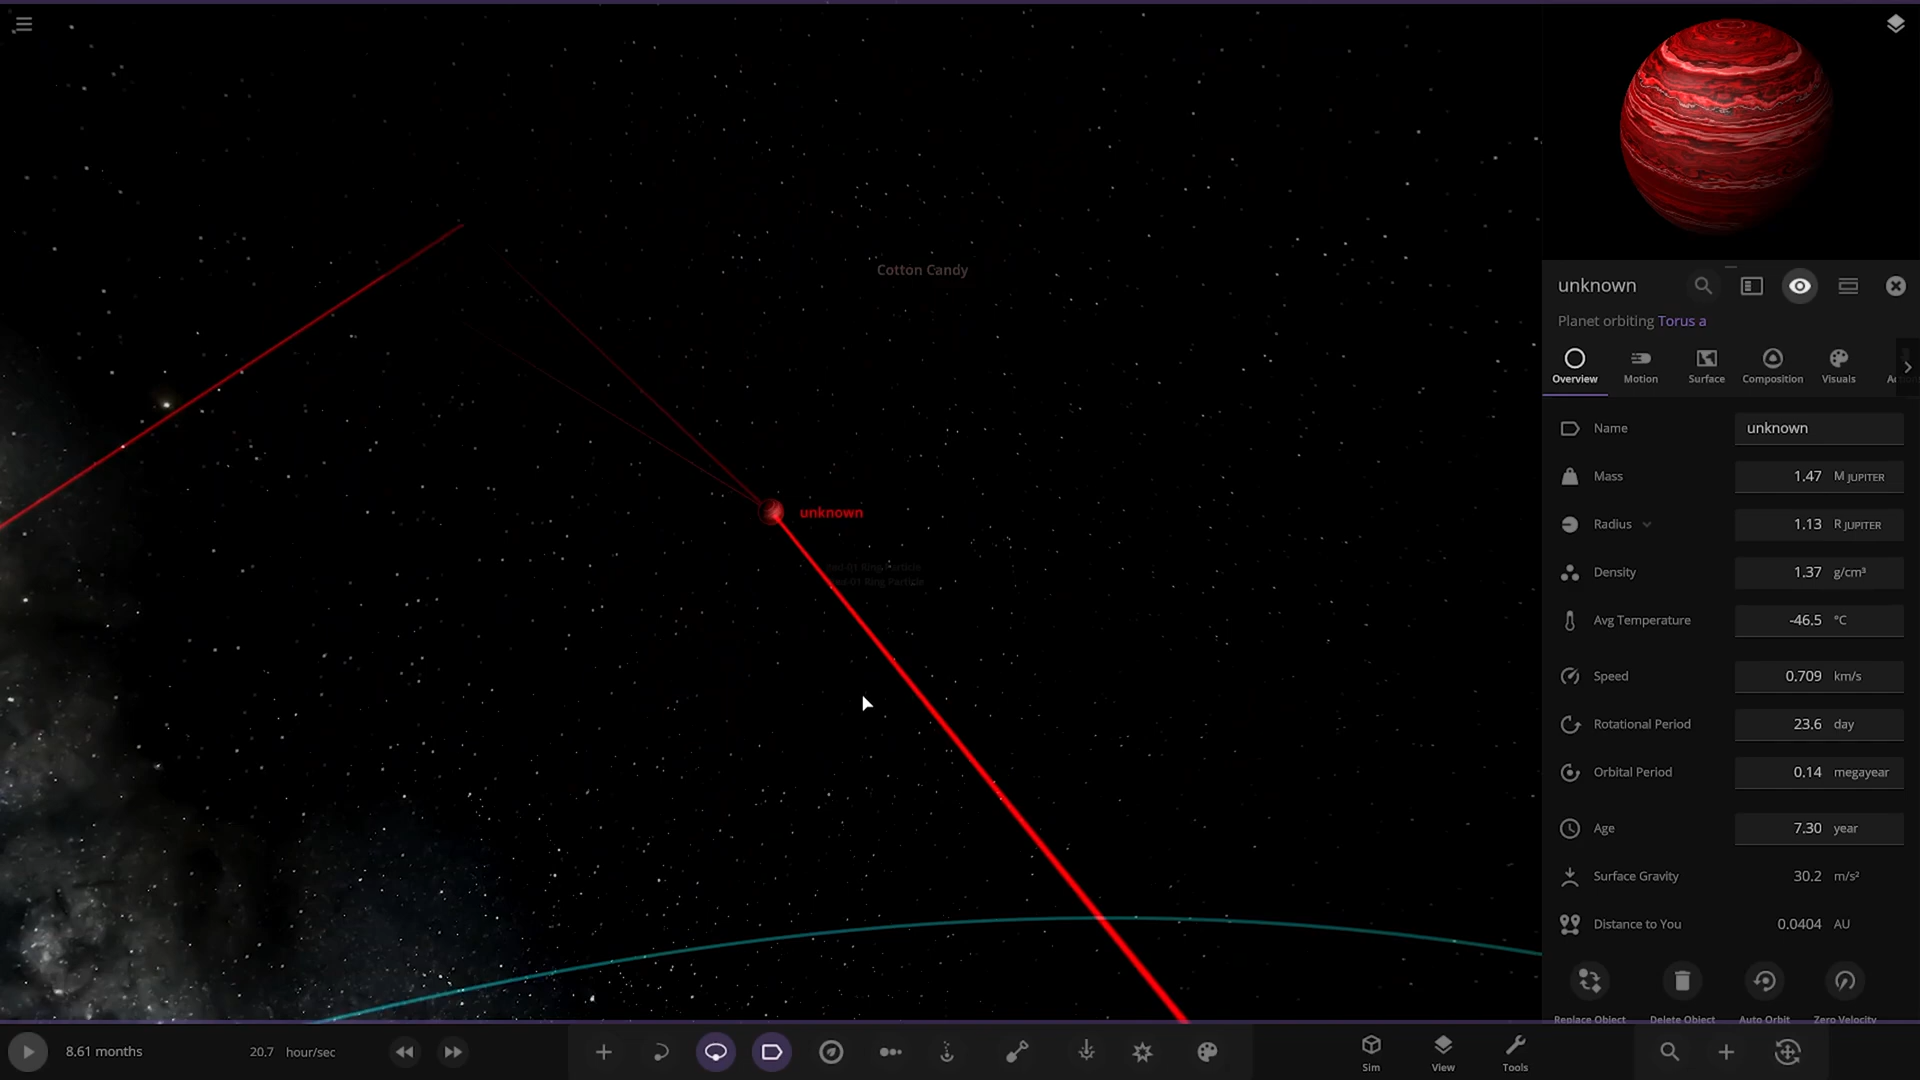 Cotton Candy
unknown
Ring Particle
Ring Particle
unknown
Planet orbiting Torus a
Overview
Motion
Surface
Composition
Visuals
Name
unknown
Mass
1.47 M JUPITER
Radius
1.13 R JUPITER
Density
1.37 g/cm³
Avg Temperature
-46.5 °C
Speed
0.709 km/s
Rotational Period
23.6 day
Orbital Period
0.14 megayear
Age
7.30 year
Surface Gravity
30.2 m/s²
Distance to You
0.0404 AU
Replace Object
Delete Object
Auto Orbit
Zero Velocity
8.61 months
20.7 hour/sec
Sim
View
Tools